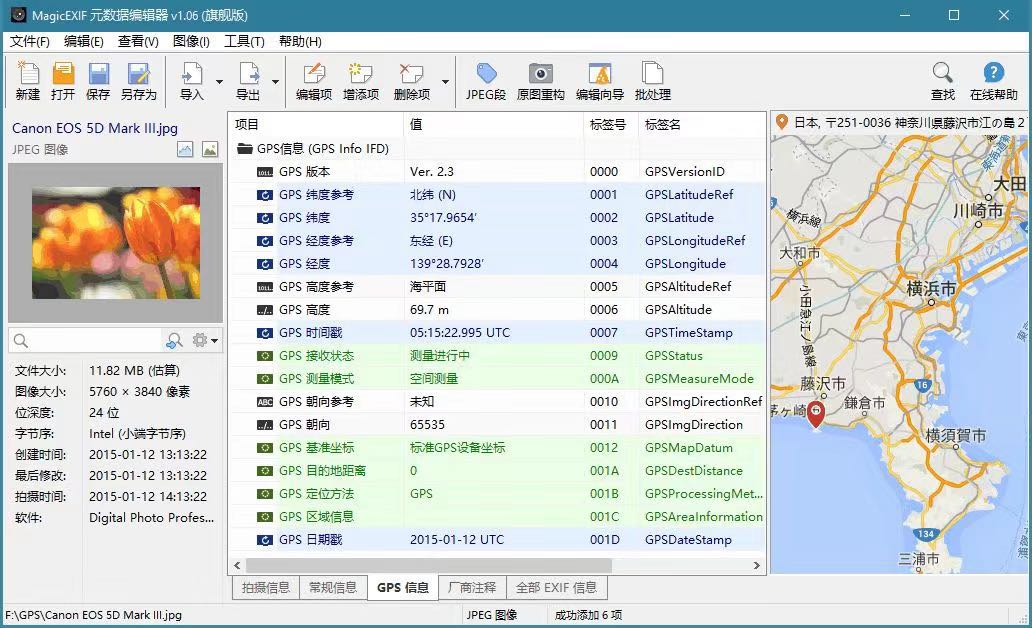 MagicEXIF 元数据编辑器 v1.06 (旗舰版)
文件(F) 编辑(E) 查看(V) 图像(I) 工具(T) 帮助(H)
新建 打开 保存 另存为 导入 导出 编辑项 增添项 删除项 JPEG段 原图重构 编辑向导 批处理 查找 在线帮助
Canon EOS 5D Mark III.jpg
JPEG 图像
文件大小: 11.82 MB (估算)
图像大小: 5760 × 3840 像素
位深度: 24 位
字节序: Intel (小端字节序)
创建时间: 2015-01-12 13:13:22
最后修改: 2015-01-12 13:13:22
拍摄时间: 2015-01-12 14:13:22
软件: Digital Photo Profes...
项目 值 标签号 标签名
GPS信息 (GPS Info IFD)
GPS 版本 Ver. 2.3 0000 GPSVersionID
GPS 纬度参考 北纬 (N) 0001 GPSLatitudeRef
GPS 纬度 35°17.9654′ 0002 GPSLatitude
GPS 经度参考 东经 (E) 0003 GPSLongitudeRef
GPS 经度 139°28.7928′ 0004 GPSLongitude
GPS 高度参考 海平面 0005 GPSAltitudeRef
GPS 高度 69.7 m 0006 GPSAltitude
GPS 时间戳 05:15:22.995 UTC 0007 GPSTimeStamp
GPS 接收状态 测量进行中 0009 GPSStatus
GPS 测量模式 空间测量 000A GPSMeasureMode
GPS 朝向参考 未知 0010 GPSImgDirectionRef
GPS 朝向 65535 0011 GPSImgDirection
GPS 基准坐标 标准GPS设备坐标 0012 GPSMapDatum
GPS 目的地距离 0 001A GPSDestDistance
GPS 定位方法 GPS 001B GPSProcessingMet...
GPS 区域信息 001C GPSAreaInformation
GPS 日期戳 2015-01-12 UTC 001D GPSDateStamp
拍摄信息 常规信息 GPS 信息 厂商注释 全部 EXIF 信息
日本, 〒251-0036 神奈川県藤沢市江の島2
大田
川崎市
横浜線
大和市
横浜市
小田急江ノ島線
藤沢市
16
茅ヶ崎
鎌倉市
横須賀市
134
三浦市
F:\GPS\Canon EOS 5D Mark III.jpg JPEG 图像 成功添加 6 项